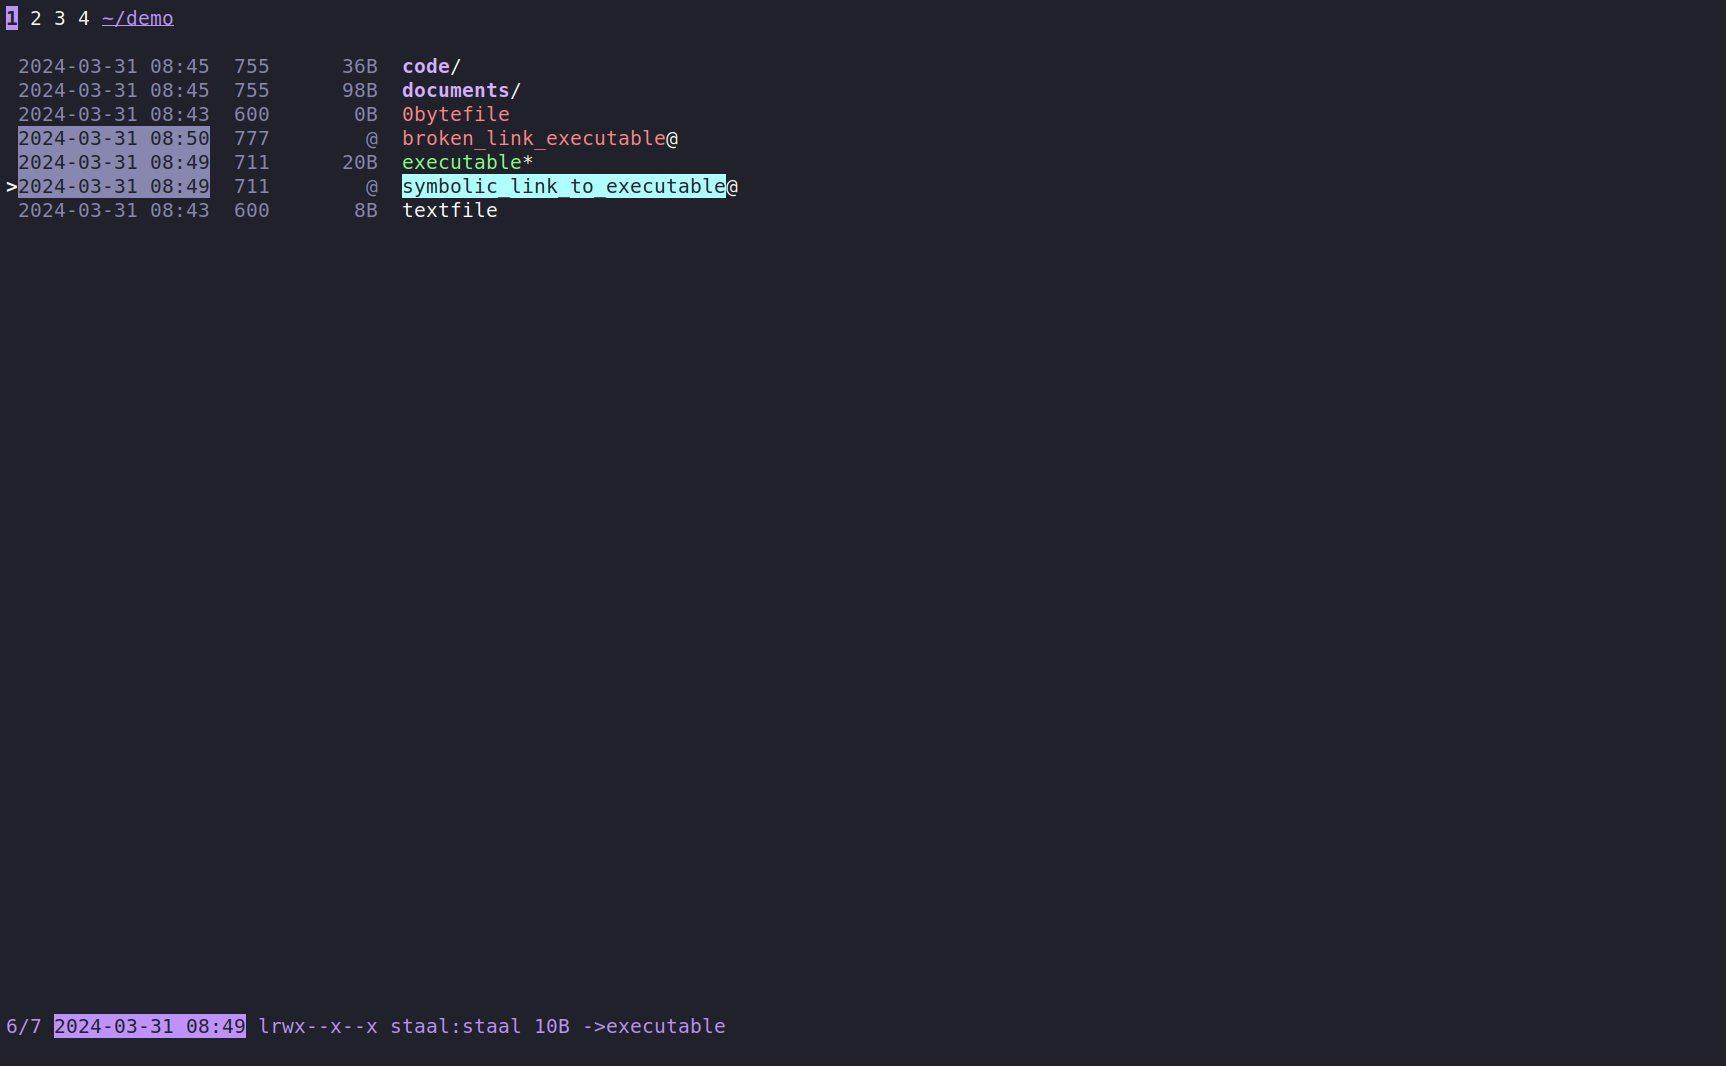 1 2 3 4 ~/demo
2024-03-31 08:45  755      36B  code/
2024-03-31 08:45  755      98B  documents/
2024-03-31 08:43  600       0B  0bytefile
2024-03-31 08:50  777        @  broken_link_executable@
2024-03-31 08:49  711      20B  executable*
>2024-03-31 08:49  711        @  symbolic_link_to_executable@
2024-03-31 08:43  600       8B  textfile
6/7 2024-03-31 08:49 lrwx--x--x staal:staal 10B ->executable